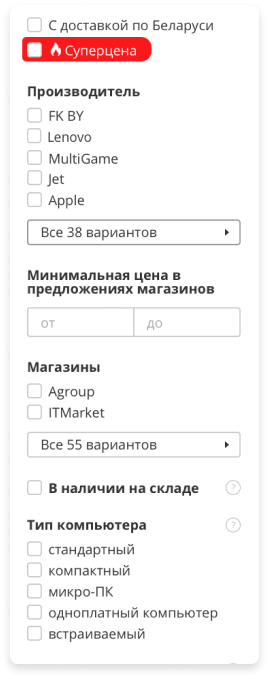 С доставкой по Беларуси
Суперцена
Производитель
FK BY
Lenovo
MultiGame
Jet
Apple
Все 38 вариантов
Минимальная цена в
предложениях магазинов
от до
Магазины
Agroup
ITMarket
Все 55 вариантов
В наличии на складе ?
Тип компьютера ?
стандартный
компактный
микро-ПК
одноплатный компьютер
встраиваемый